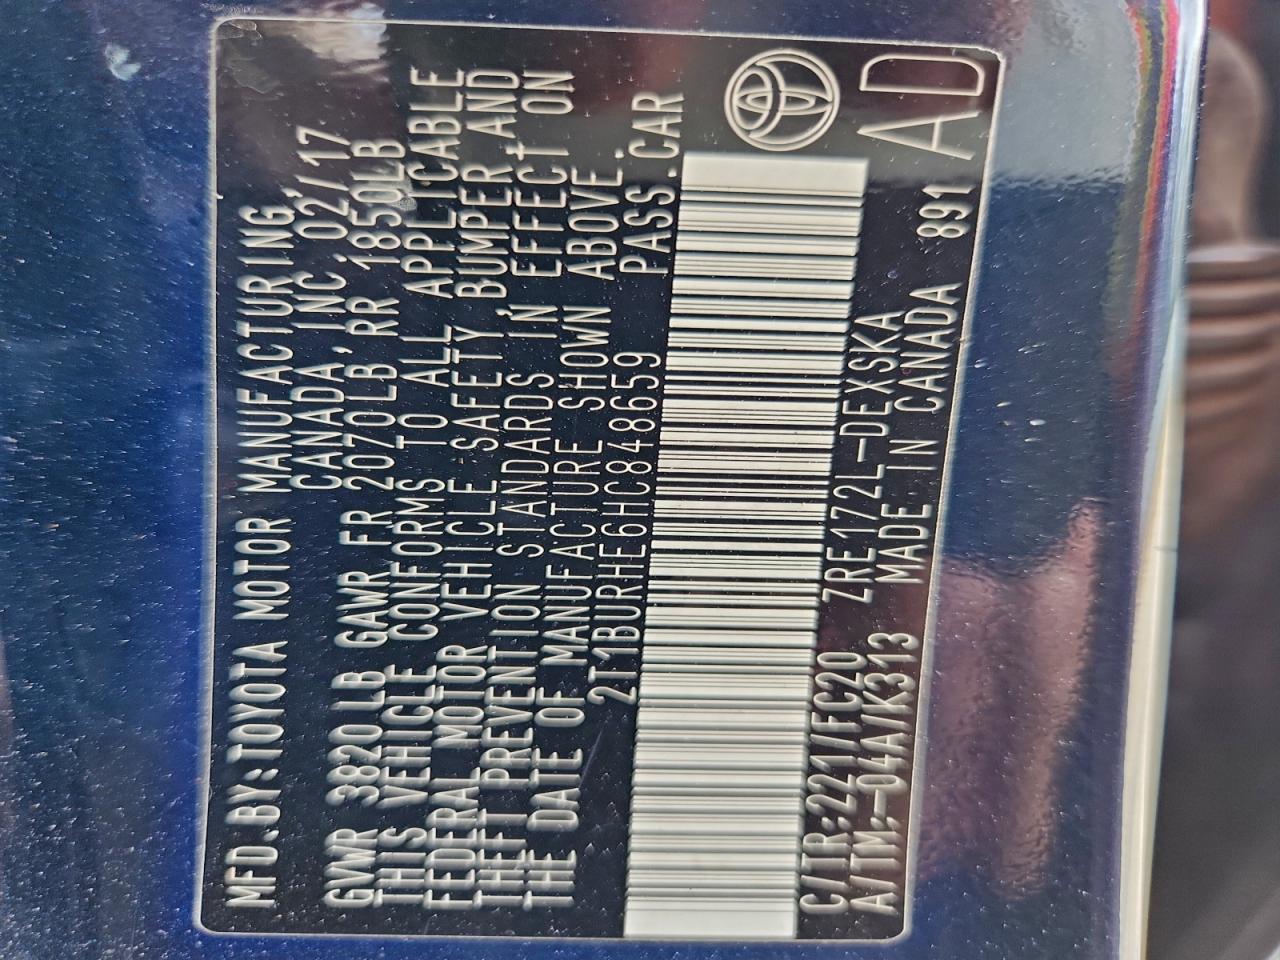 MFD.BY:TOYOTA MOTOR MANUFACTURING
CANADA, INC. 02/17
GVWR 3820LB GAWR FR 2070LB, RR 1850LB
THIS VEHICLE CONFORMS TO ALL APPLICABLE
FEDERAL MOTOR VEHICLE SAFETY, BUMPER AND
THEFT PREVENTION STANDARDS IN EFFECT ON
THE DATE OF MANUFACTURE SHOWN ABOVE.
2T1BURHE6HC848659 PASS.CAR
C/TR:221/FC20 ZRE172L-DEXSKA
A/TM:-04A/K313 MADE IN CANADA 891
AD